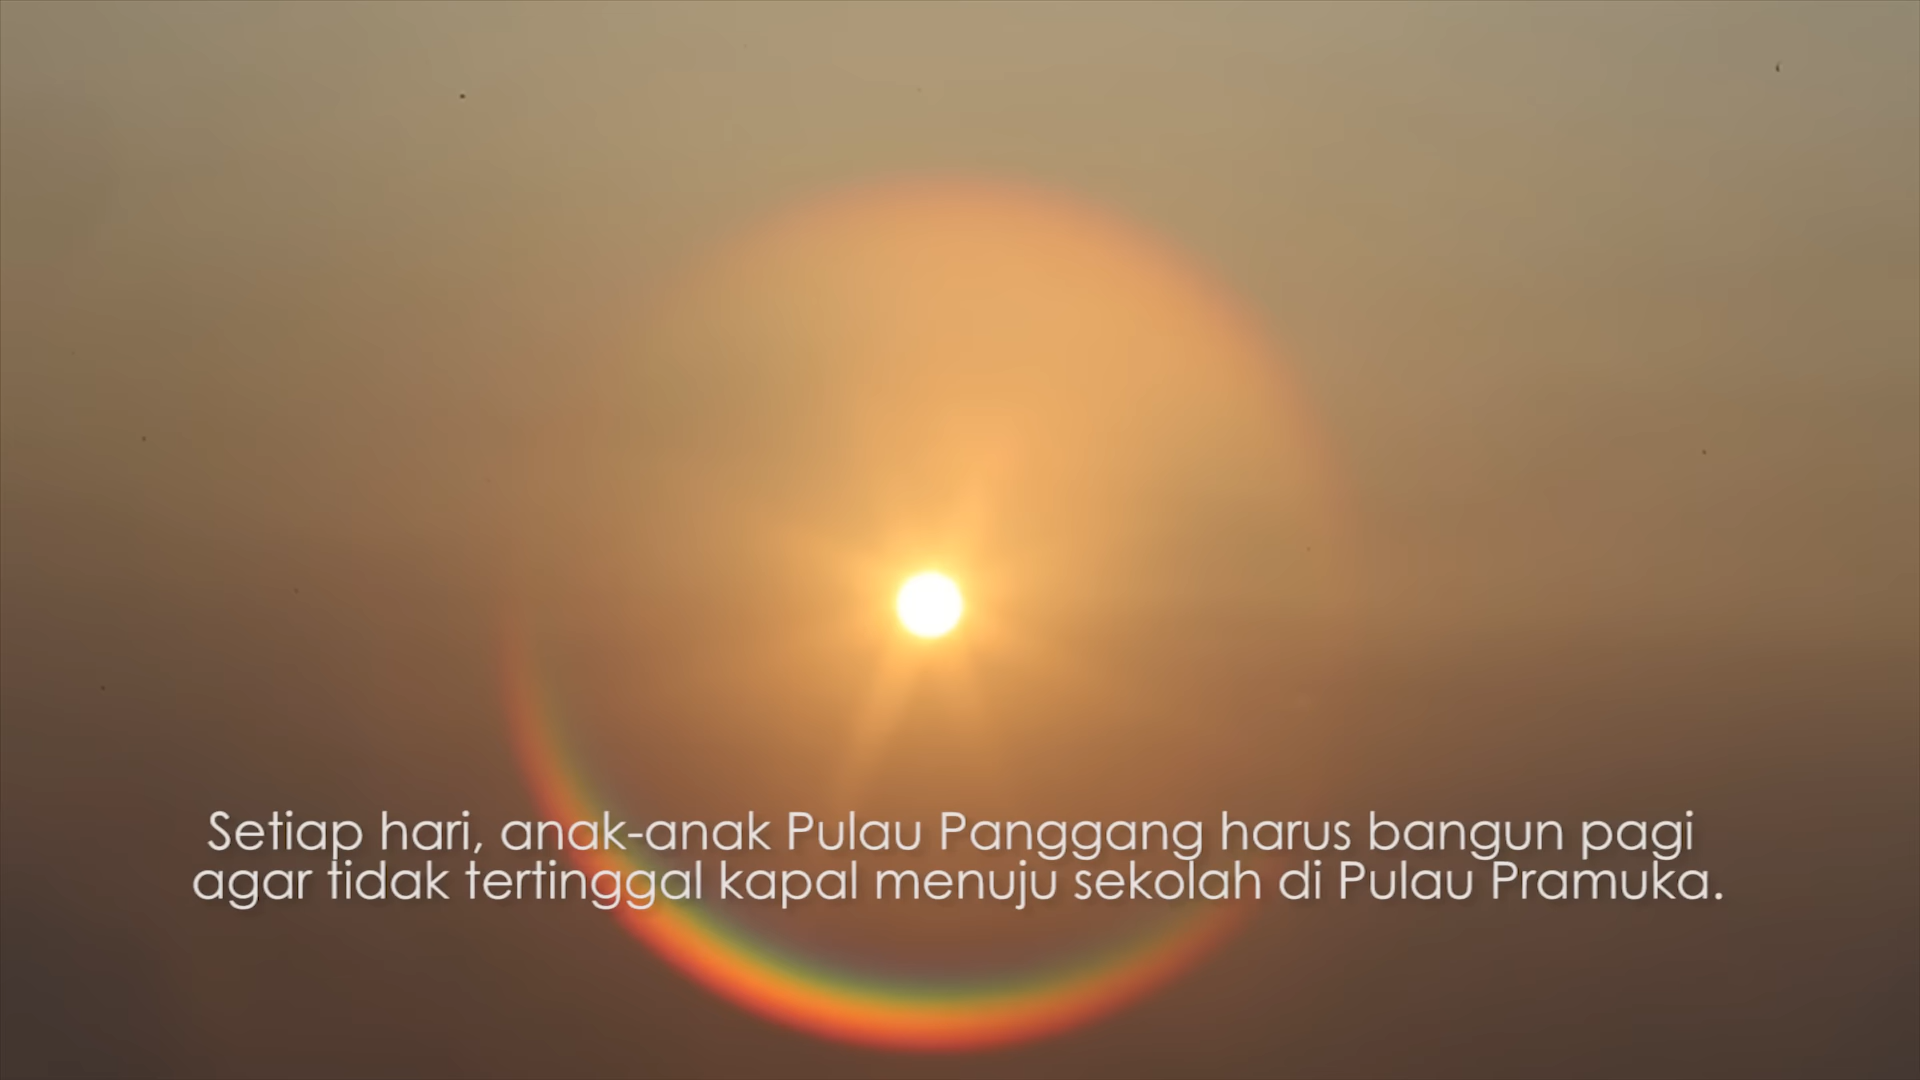 Setiap hari, anak-anak Pulau Panggang harus bangun pagi
agar tidak tertinggal kapal menuju sekolah di Pulau Pramuka.